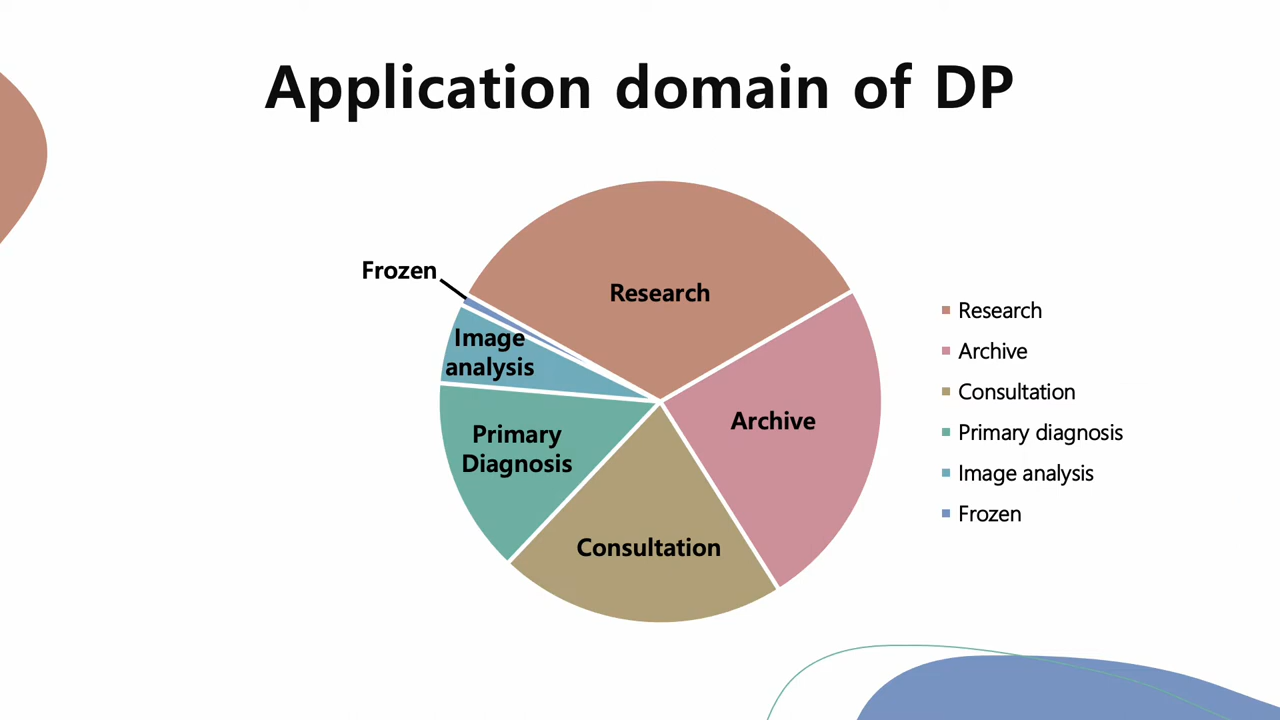 Application domain of DP
Frozen
Research
Image
analysis
Archive
Primary
Diagnosis
Consultation
Research
Archive
Consultation
Primary diagnosis
Image analysis
Frozen